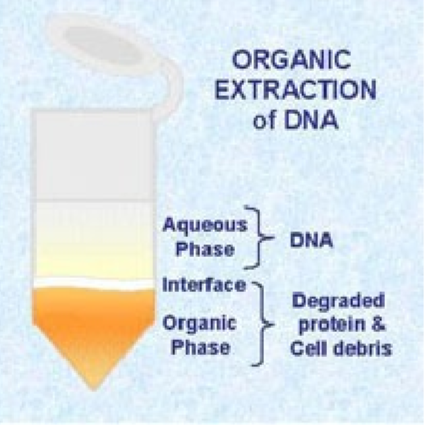 ORGANIC
EXTRACTION
of DNA
Aqueous
Phase
DNA
Interface
Organic
Phase
Degraded
protein &
Cell debris